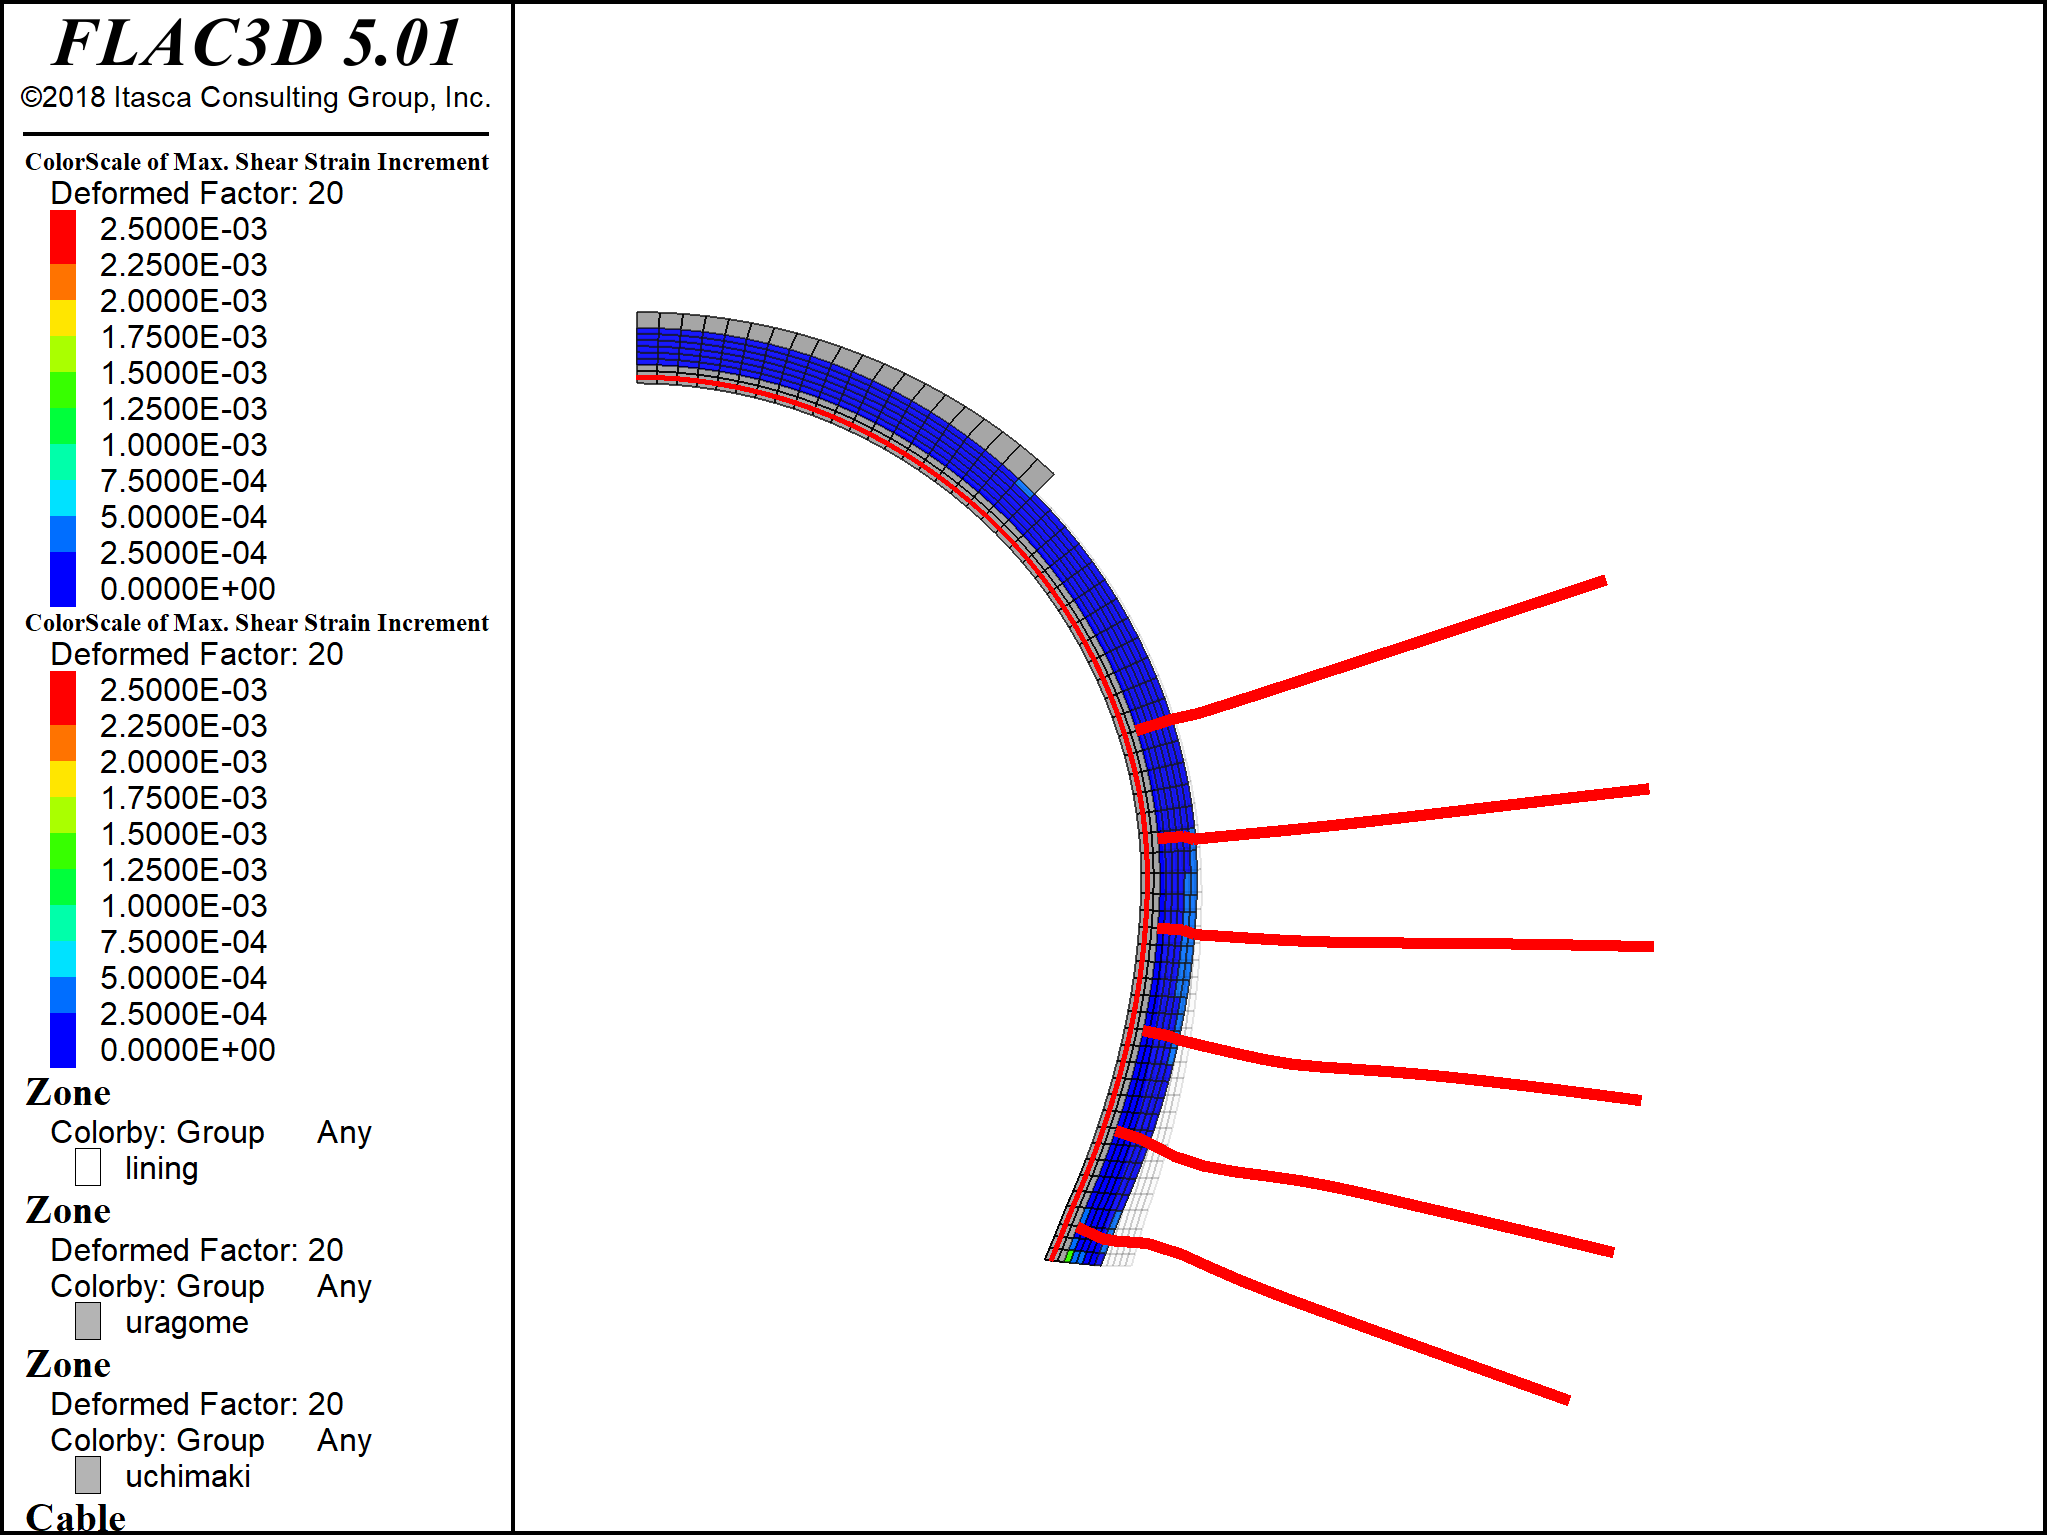 FLAC3D 5.01
©2018 Itasca Consulting Group, Inc.
ColorScale of Max. Shear Strain Increment
Deformed Factor: 20
2.5000E-03
2.2500E-03
2.0000E-03
1.7500E-03
1.5000E-03
1.2500E-03
1.0000E-03
7.5000E-04
5.0000E-04
2.5000E-04
0.0000E+00
ColorScale of Max. Shear Strain Increment
Deformed Factor: 20
2.5000E-03
2.2500E-03
2.0000E-03
1.7500E-03
1.5000E-03
1.2500E-03
1.0000E-03
7.5000E-04
5.0000E-04
2.5000E-04
0.0000E+00
Zone
Colorby: Group Any
lining
Zone
Deformed Factor: 20
Colorby: Group Any
uragome
Zone
Deformed Factor: 20
Colorby: Group Any
uchimaki
Cable